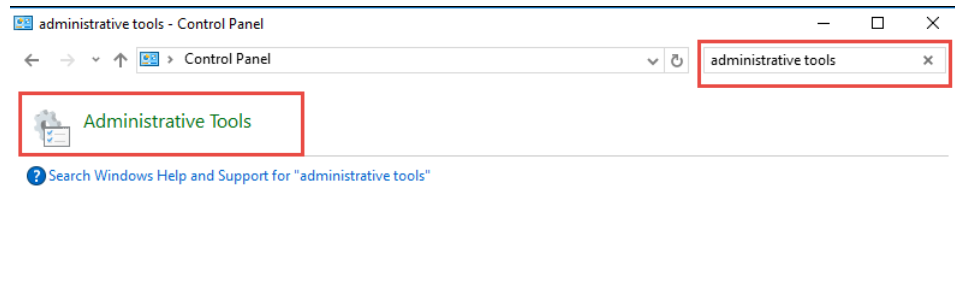 administrative tools - Control Panel
Control Panel
administrative tools
Administrative Tools
Search Windows Help and Support for "administrative tools"